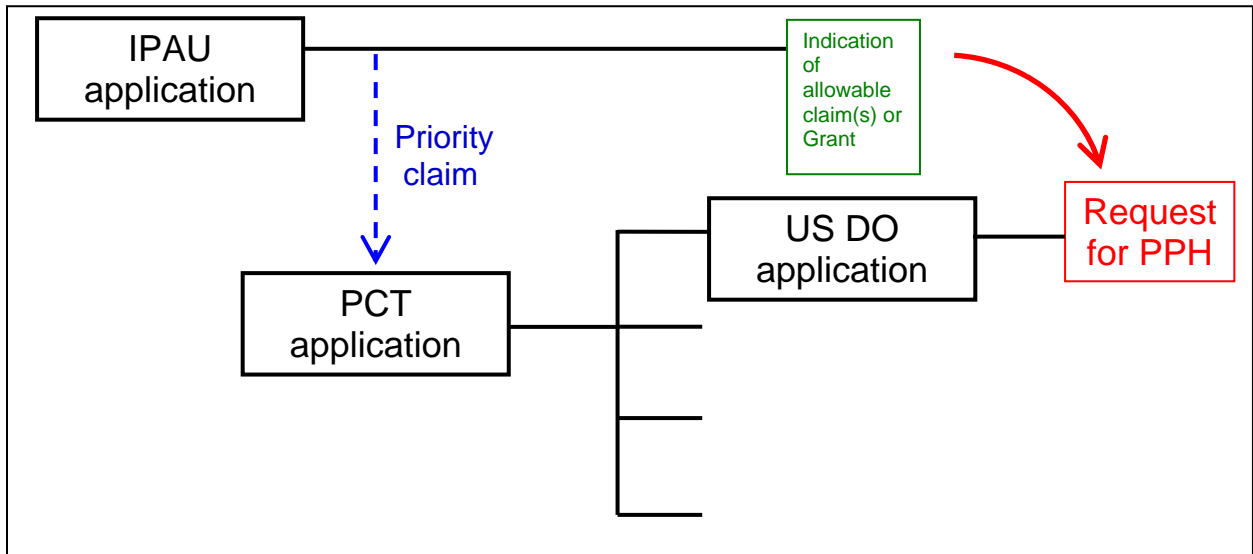 IPAU
application
Indication
of
allowable
claim(s) or
Grant
Priority
claim
US DO
application
Request
for PPH
PCT
application